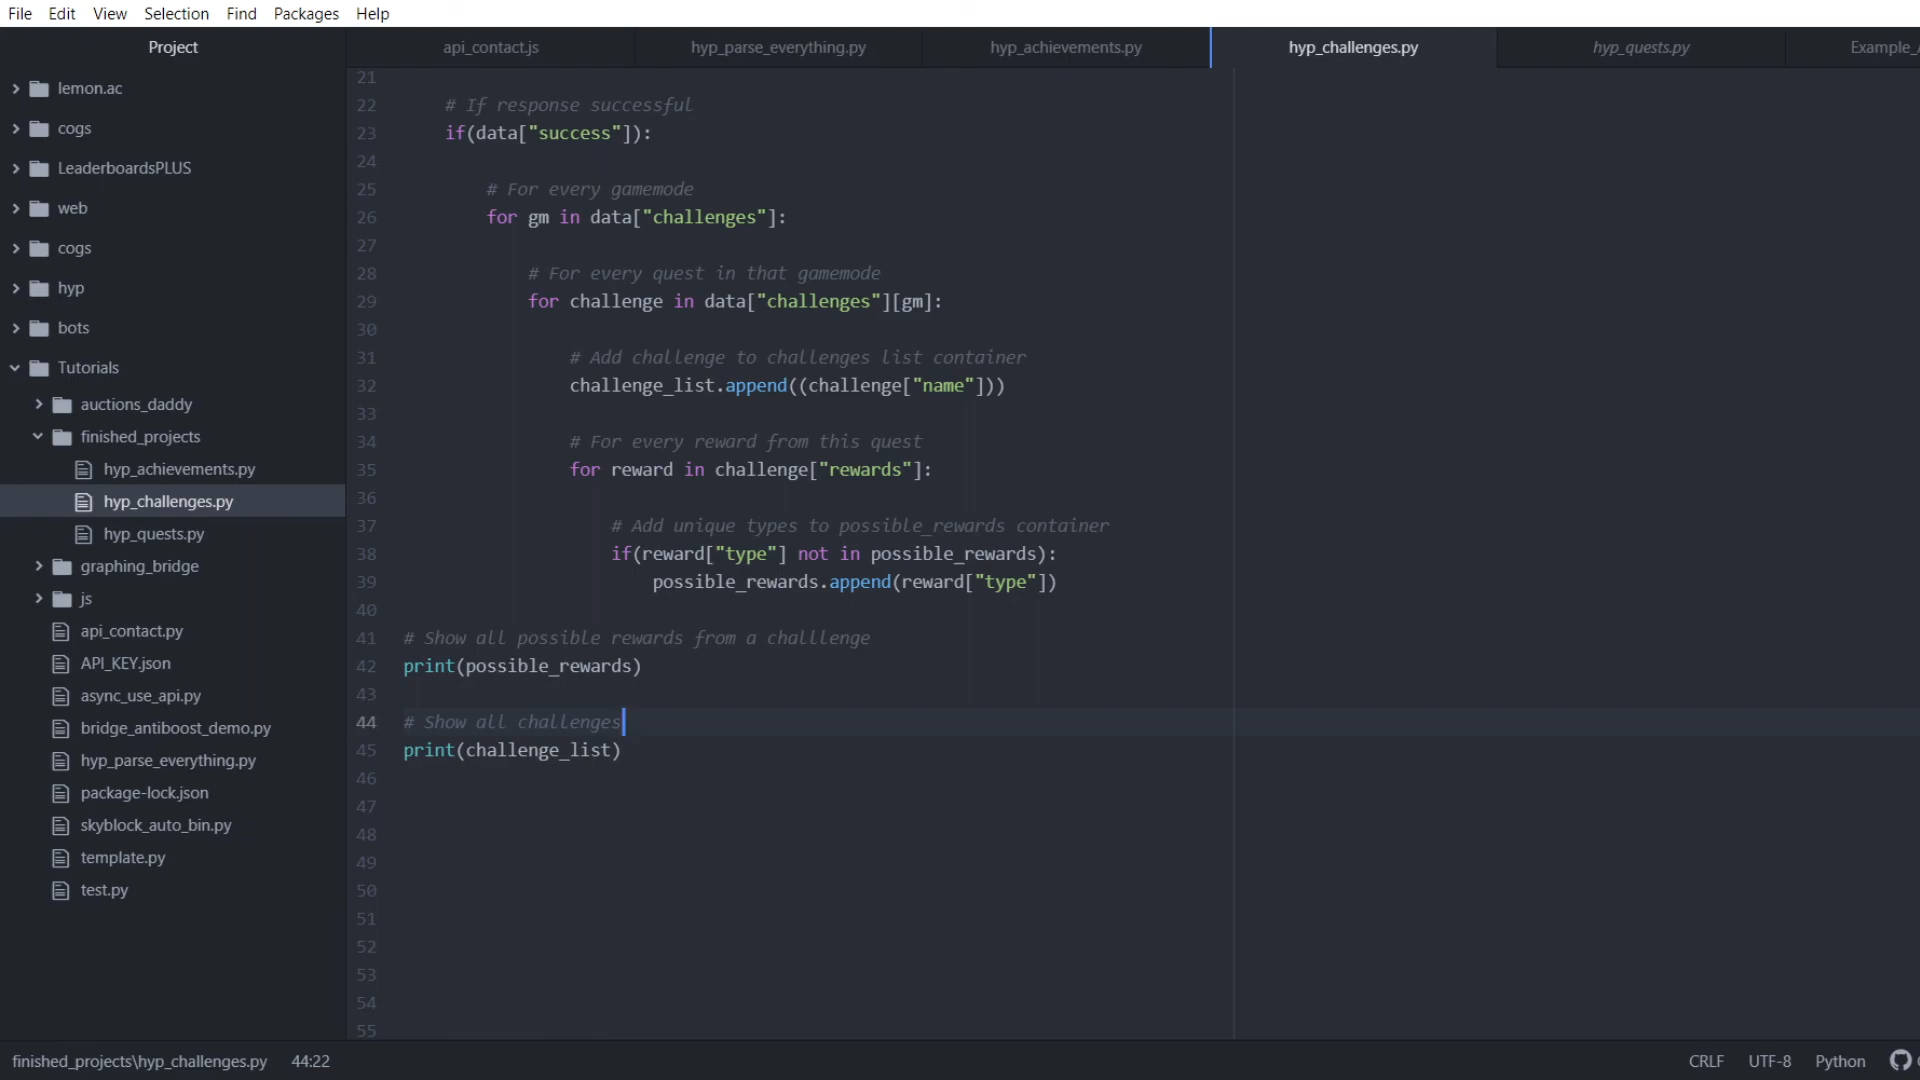 File Edit View Selection Find Packages Help
Project
api_contact.js hyp_parse_everything.py hyp_achievements.py hyp_challenges.py hyp_quests.py Example_
lemon.ac
cogs
LeaderboardsPLUS
web
cogs
hyp
bots
Tutorials
auctions_daddy
finished_projects
hyp_achievements.py
hyp_challenges.py
hyp_quests.py
graphing_bridge
js
api_contact.py
API_KEY.json
async_use_api.py
bridge_antiboost_demo.py
hyp_parse_everything.py
package-lock.json
skyblock_auto_bin.py
template.py
test.py
21
22 # If response successful
23 if(data["success"]):
24
25 # For every gamemode
26 for gm in data["challenges"]:
27
28 # For every quest in that gamemode
29 for challenge in data["challenges"][gm]:
30
31 # Add challenge to challenges list container
32 challenge_list.append((challenge["name"]))
33
34 # For every reward from this quest
35 for reward in challenge["rewards"]:
36
37 # Add unique types to possible_rewards container
38 if(reward["type"] not in possible_rewards):
39 possible_rewards.append(reward["type"])
40
41 # Show all possible rewards from a challlenge
42 print(possible_rewards)
43
44 # Show all challenges
45 print(challenge_list)
46
47
48
49
50
51
52
53
54
55
finished_projects\hyp_challenges.py 44:22 CRLF UTF-8 Python